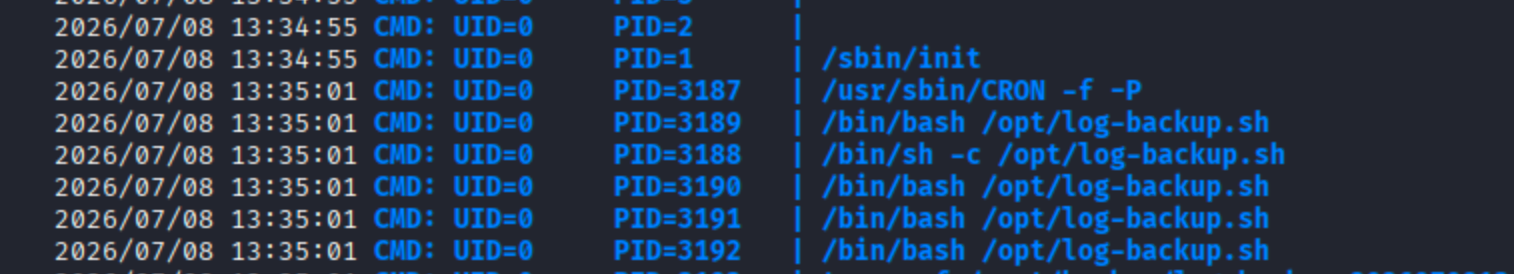 2026/07/08 13:34:55 CMD: UID=0 PID=2 |
2026/07/08 13:34:55 CMD: UID=0 PID=1 | /sbin/init
2026/07/08 13:35:01 CMD: UID=0 PID=3187 | /usr/sbin/CRON -f -P
2026/07/08 13:35:01 CMD: UID=0 PID=3189 | /bin/bash /opt/log-backup.sh
2026/07/08 13:35:01 CMD: UID=0 PID=3188 | /bin/sh -c /opt/log-backup.sh
2026/07/08 13:35:01 CMD: UID=0 PID=3190 | /bin/bash /opt/log-backup.sh
2026/07/08 13:35:01 CMD: UID=0 PID=3191 | /bin/bash /opt/log-backup.sh
2026/07/08 13:35:01 CMD: UID=0 PID=3192 | /bin/bash /opt/log-backup.sh